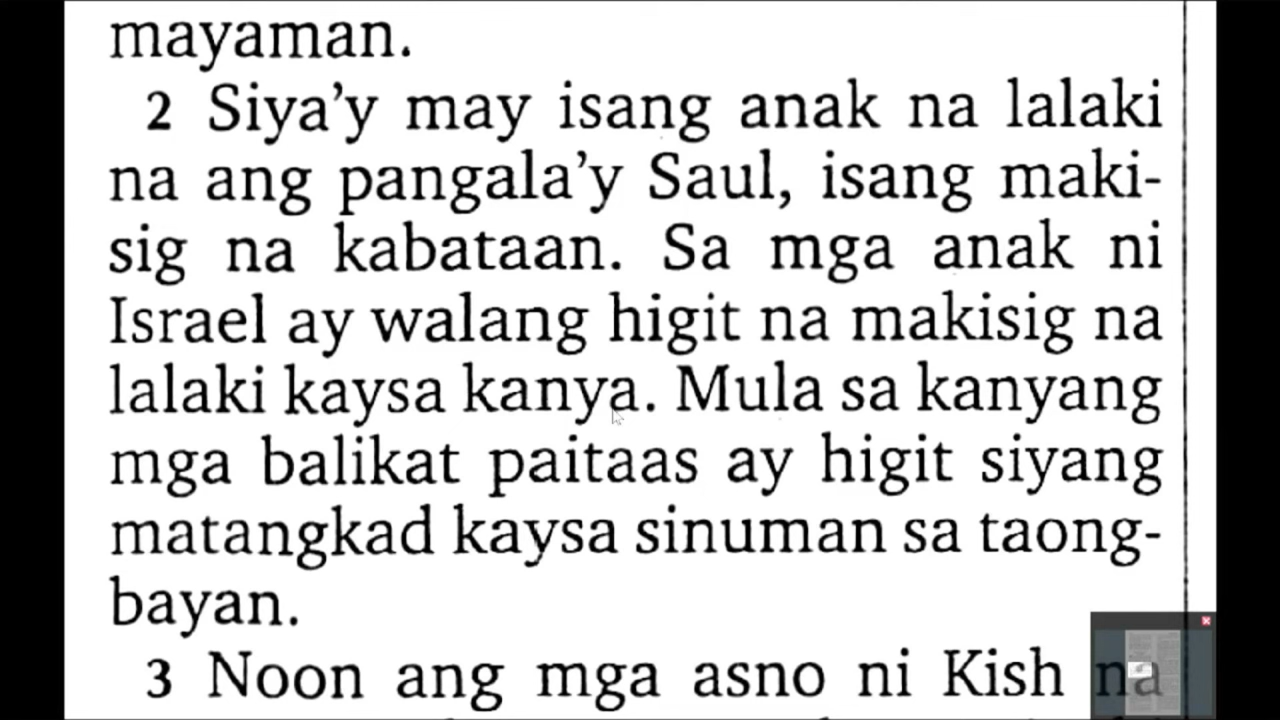 mayaman.
2 Siya’y may isang anak na lalaki
na ang pangala’y Saul, isang maki-
sig na kabataan. Sa mga anak ni
Israel ay walang higit na makisig na
lalaki kaysa kanya. Mula sa kanyang
mga balikat paitaas ay higit siyang
matangkad kaysa sinuman sa taong-
bayan.
3 Noon ang mga asno ni Kish na